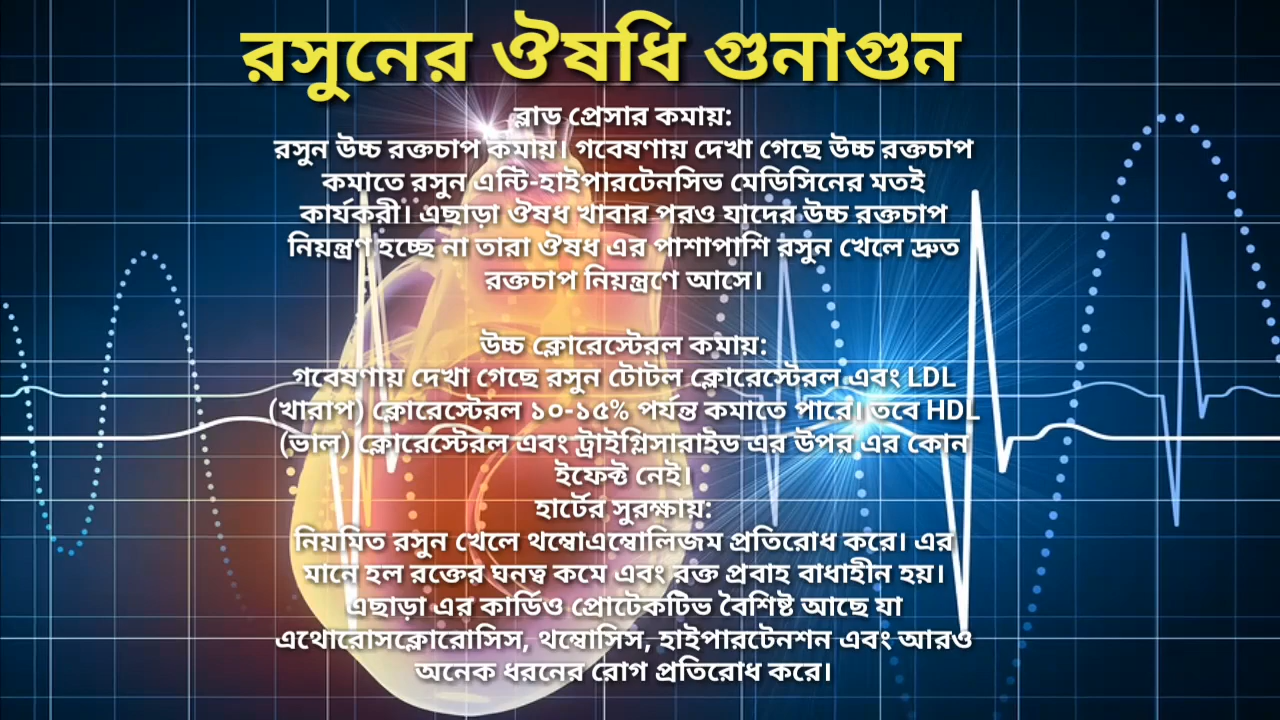 রসুনের ঔষধি গুনাগুন
ব্লাড প্রেসার কমায়:
রসুন উচ্চ রক্তচাপ কমায়। গবেষণায় দেখা গেছে উচ্চ রক্তচাপ
কমাতে রসুন এন্টি-হাইপারটেনসিভ মেডিসিনের মতই
কার্যকরী। এছাড়া ঔষধ খাবার পরও যাদের উচ্চ রক্তচাপ
নিয়ন্ত্রণ হচ্ছে না তারা ঔষধ এর পাশাপাশি রসুন খেলে দ্রুত
রক্তচাপ নিয়ন্ত্রণে আসে।
উচ্চ ক্লোরেস্টেরল কমায়:
গবেষণায় দেখা গেছে রসুন টোটল ক্লোরেস্টেরল এবং LDL
(খারাপ) ক্লোরেস্টেরল ১০-১৫% পর্যন্ত কমাতে পারে। তবে HDL
(ভাল) ক্লোরেস্টেরল এবং ট্রাইগ্লিসারাইড এর উপর এর কোন
ইফেক্ট নেই।
হার্টের সুরক্ষায়:
নিয়মিত রসুন খেলে থম্বোএম্বোলিজম প্রতিরোধ করে। এর
মানে হল রক্তের ঘনত্ব কমে এবং রক্ত প্রবাহ বাধাহীন হয়।
এছাড়া এর কার্ডিও প্রোটেকটিভ বৈশিষ্ট আছে যা
এথোরোসক্লোরোসিস, থম্বোসিস, হাইপারটেনশন এবং আরও
অনেক ধরনের রোগ প্রতিরোধ করে।